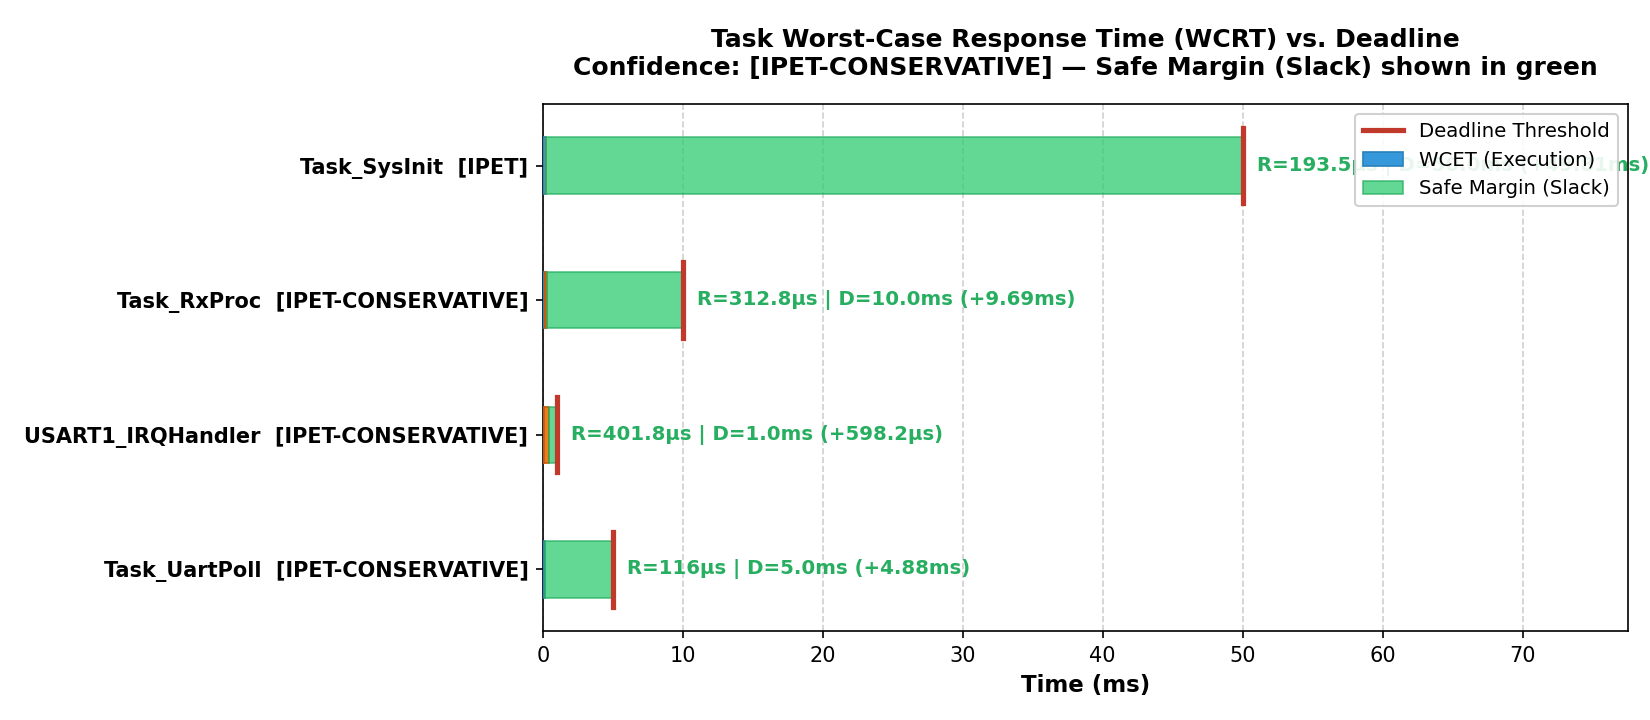 Task Worst-Case Response Time (WCRT) vs. Deadline
Confidence: [IPET-CONSERVATIVE] — Safe Margin (Slack) shown in green
Deadline Threshold
WCET (Execution)
Safe Margin (Slack)
Task_SysInit [IPET]
R=193.5
Task_RxProc [IPET-CONSERVATIVE]
R=312.8µs | D=10.0ms (+9.69ms)
USART1_IRQHandler [IPET-CONSERVATIVE]
R=401.8µs | D=1.0ms (+598.2µs)
Task_UartPoll [IPET-CONSERVATIVE]
R=116µs | D=5.0ms (+4.88ms)
0 10 20 30 40 50 60 70
Time (ms)